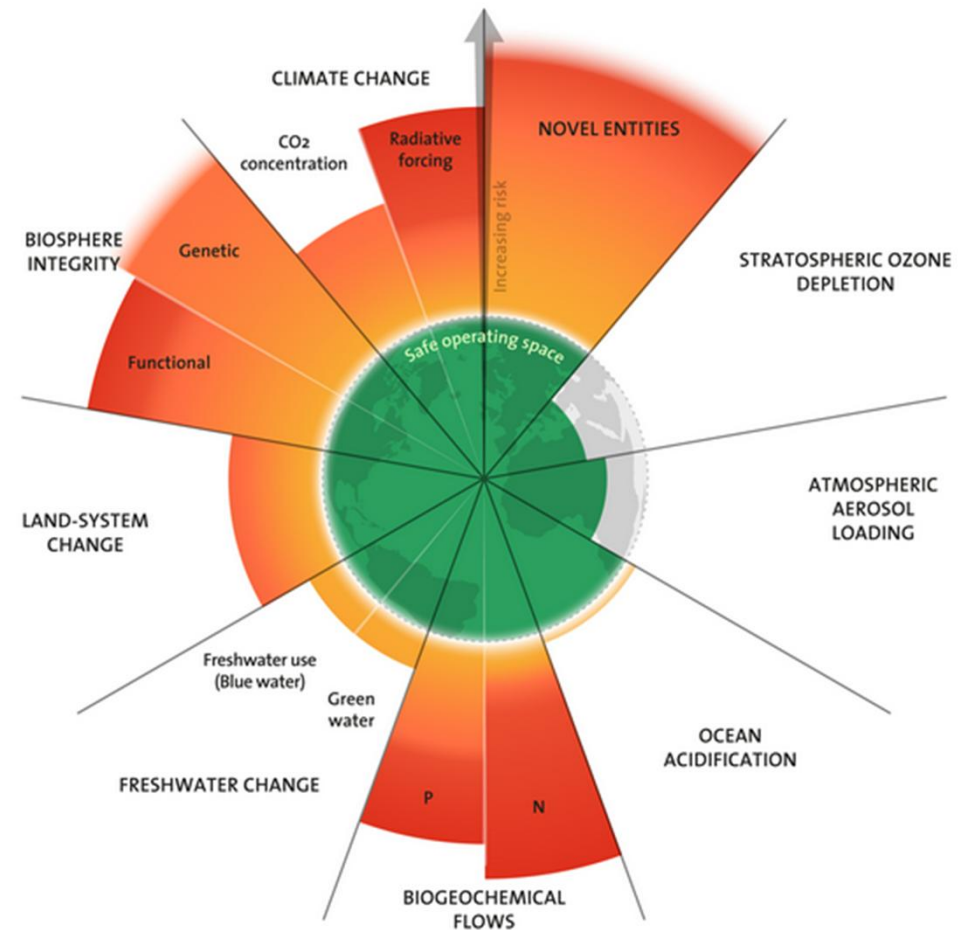 CLIMATE CHANGE
CO2
concentration
Radiative
forcing
NOVEL ENTITIES
Increasing risk
BIOSPHERE
INTEGRITY
Genetic
Functional
STRATOSPHERIC OZONE
DEPLETION
Safe operating space
ATMOSPHERIC
AEROSOL
LOADING
LAND-SYSTEM
CHANGE
Freshwater use
(Blue water)
Green
water
FRESHWATER CHANGE
OCEAN
ACIDIFICATION
P
N
BIOGEOCHEMICAL
FLOWS